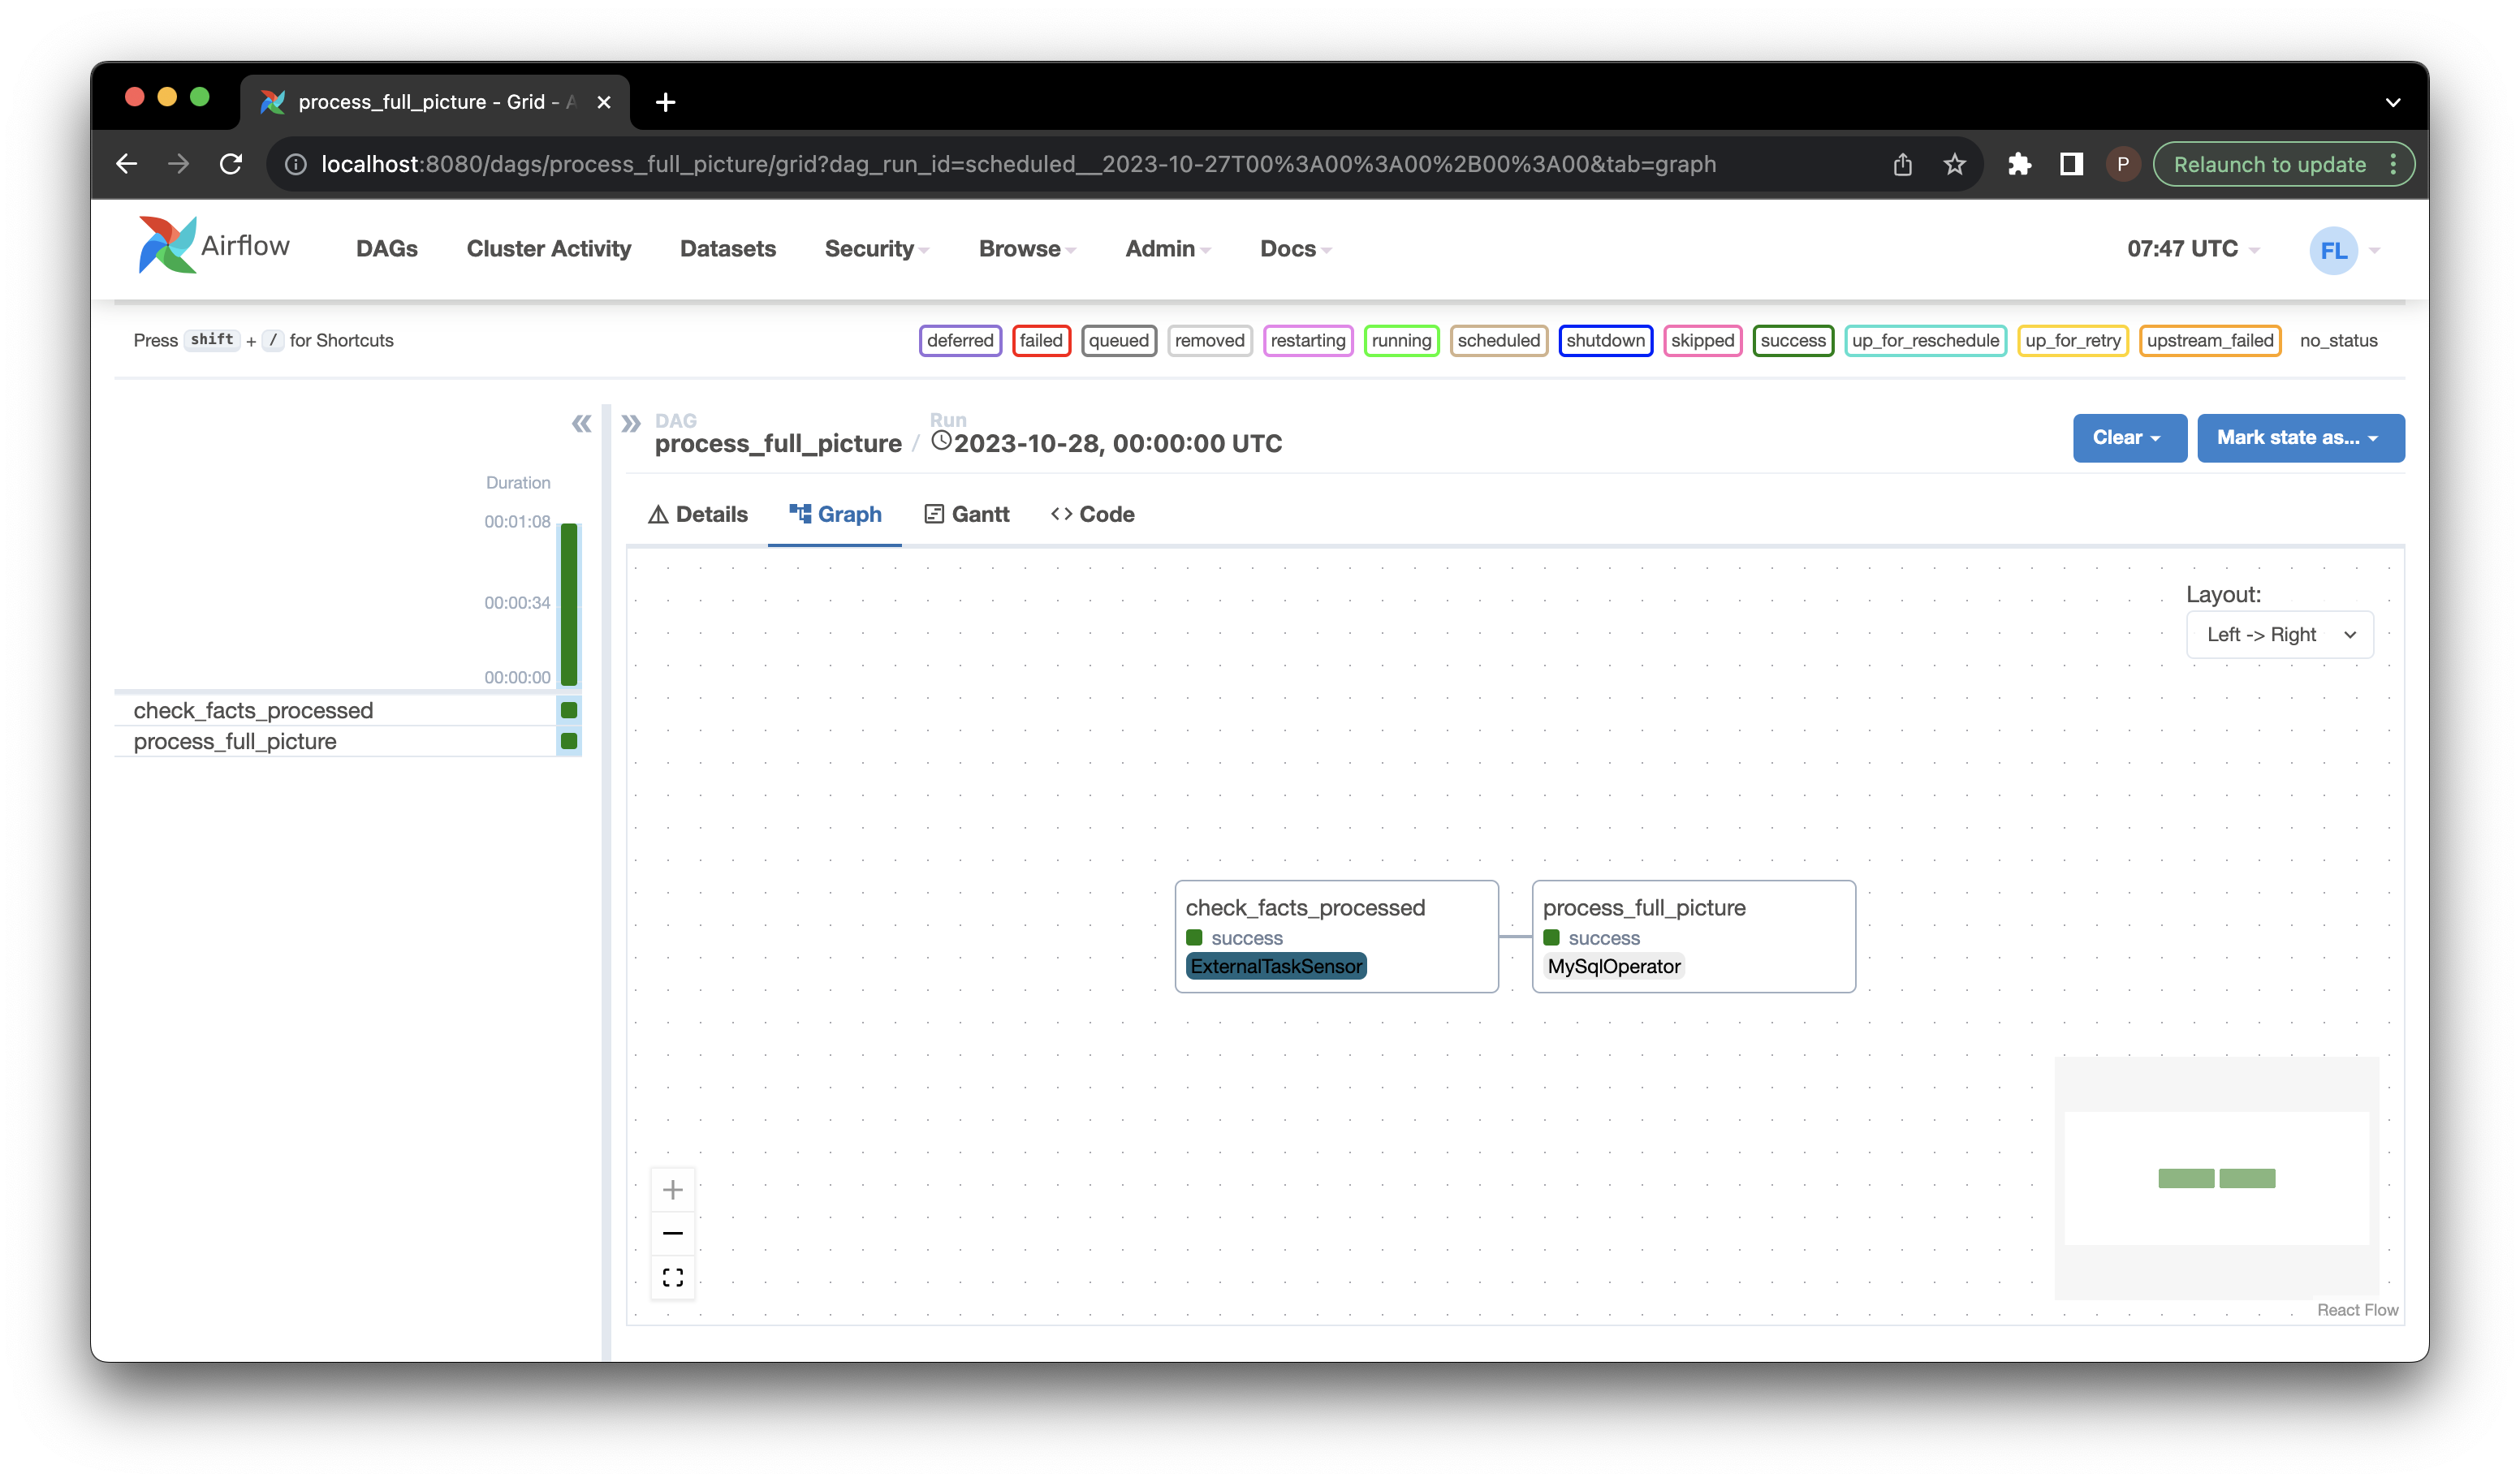 process_full_picture - Grid - A
localhost:8080/dags/process_full_picture/grid?dag_run_id=scheduled__2023-10-27T00%3A00%3A00%2B00%3A00&tab=graph
P
Relaunch to update
Airflow
DAGs
Cluster Activity
Datasets
Security
Browse
Admin
Docs
07:47 UTC
FL
Press shift + / for Shortcuts
deferred failed queued removed restarting running scheduled shutdown skipped success up_for_reschedule up_for_retry upstream_failed no_status
DAG
process_full_picture /
Run
2023-10-28, 00:00:00 UTC
Clear
Mark state as...
Duration
00:01:08
00:00:34
00:00:00
check_facts_processed
process_full_picture
Details
Graph
Gantt
Code
Layout:
Left -> Right
check_facts_processed
success
ExternalTaskSensor
process_full_picture
success
MySqlOperator
React Flow